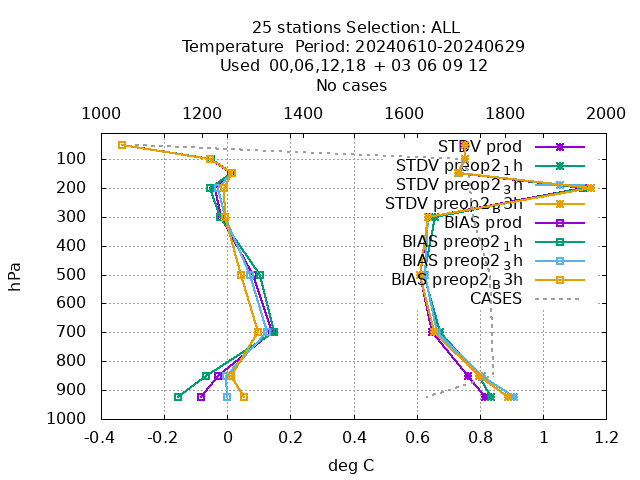 25 stations Selection: ALL
Temperature Period: 20240610-20240629
Used 00,06,12,18 + 03 06 09 12
No cases
1000 1200 1400 1600 1800 2000
STDV prod
STDV preop2_1h
STDV preop2_3h
STDV preop2_B3h
BIAS prod
BIAS preop2_1h
BIAS preop2_3h
BIAS preop2_B3h
CASES
hPa
100
200
300
400
500
600
700
800
900
1000
-0.4 -0.2 0 0.2 0.4 0.6 0.8 1 1.2
deg C